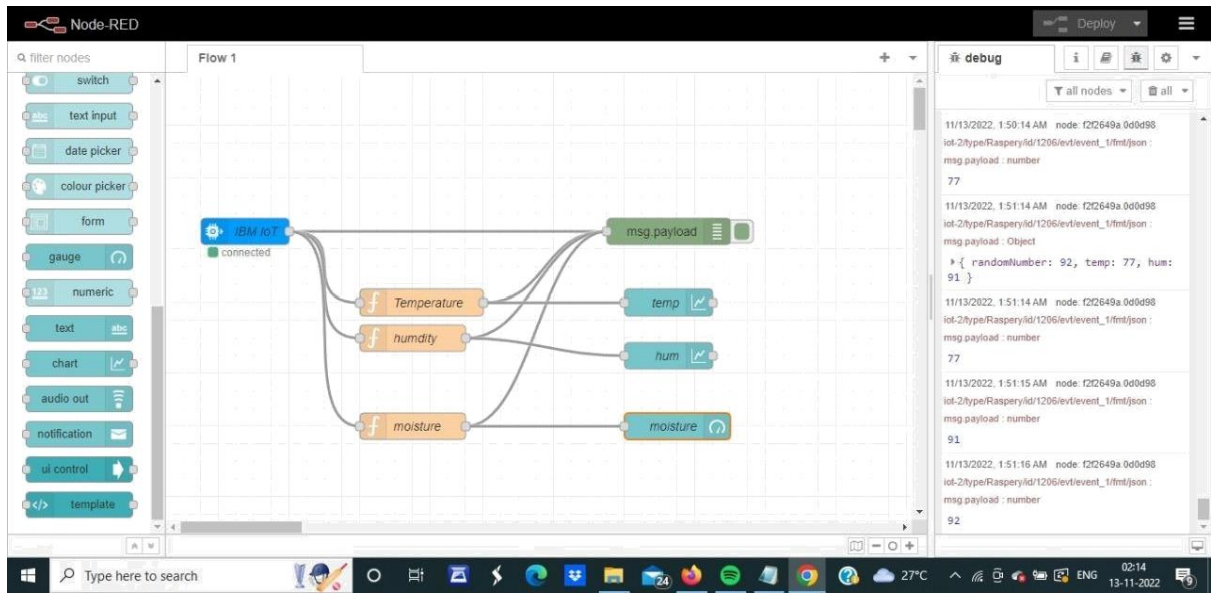 Node-RED
Deploy
filter nodes
Flow 1
debug
i
all nodes
all
switch
text input
abc
date picker
colour picker
form
gauge
numeric
123
text
abc
chart
audio out
notification
ui control
template
</>
IBM IoT
connected
f
Temperature
f
humdity
f
moisture
msg.payload
temp
hum
moisture
11/13/2022, 1:50:14 AM node: f2f2649a.0d0d98
iot-2/type/Raspery/id/1206/evt/event_1/fmt/json :
msg.payload : number
77
11/13/2022, 1:51:14 AM node: f2f2649a.0d0d98
iot-2/type/Raspery/id/1206/evt/event_1/fmt/json :
msg.payload : Object
{ randomNumber: 92, temp: 77, hum:
91 }
11/13/2022, 1:51:14 AM node: f2f2649a.0d0d98
iot-2/type/Raspery/id/1206/evt/event_1/fmt/json :
msg.payload : number
77
11/13/2022, 1:51:15 AM node: f2f2649a.0d0d98
iot-2/type/Raspery/id/1206/evt/event_1/fmt/json :
msg.payload : number
91
11/13/2022, 1:51:16 AM node: f2f2649a.0d0d98
iot-2/type/Raspery/id/1206/evt/event_1/fmt/json :
msg.payload : number
92
Type here to search
24
27°C
ENG
02:14
13-11-2022
9